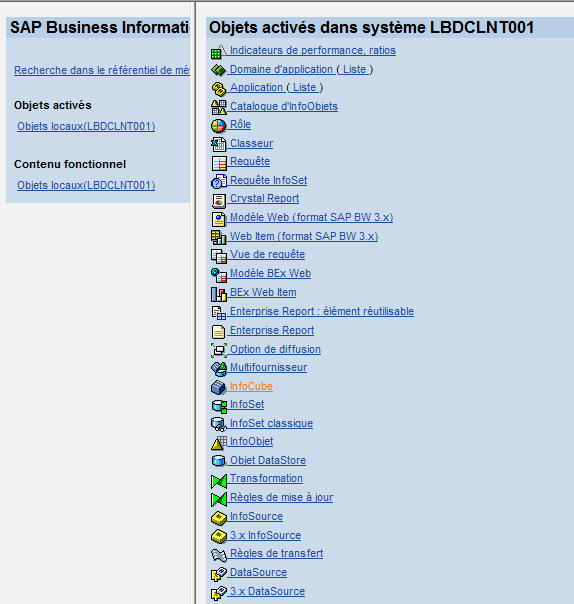 SAP Business Informati
Recherche dans le référentiel de mé
Objets activés
Objets locaux(LBDCLNT001)
Contenu fonctionnel
Objets locaux(LBDCLNT001)
Objets activés dans système LBDCLNT001
Indicateurs de performance, ratios
Domaine d'application ( Liste )
Application ( Liste )
Catalogue d'InfoObjets
Rôle
Classeur
Requête
Requête InfoSet
Crystal Report
Modèle Web (format SAP BW 3.x)
Web Item (format SAP BW 3.x)
Vue de requête
Modèle BEx Web
BEx Web Item
Enterprise Report : élément réutilisable
Enterprise Report
Option de diffusion
Multifournisseur
InfoCube
InfoSet
InfoSet classique
InfoObjet
Objet DataStore
Transformation
Règles de mise à jour
InfoSource
3.x InfoSource
Règles de transfert
DataSource
3.x DataSource